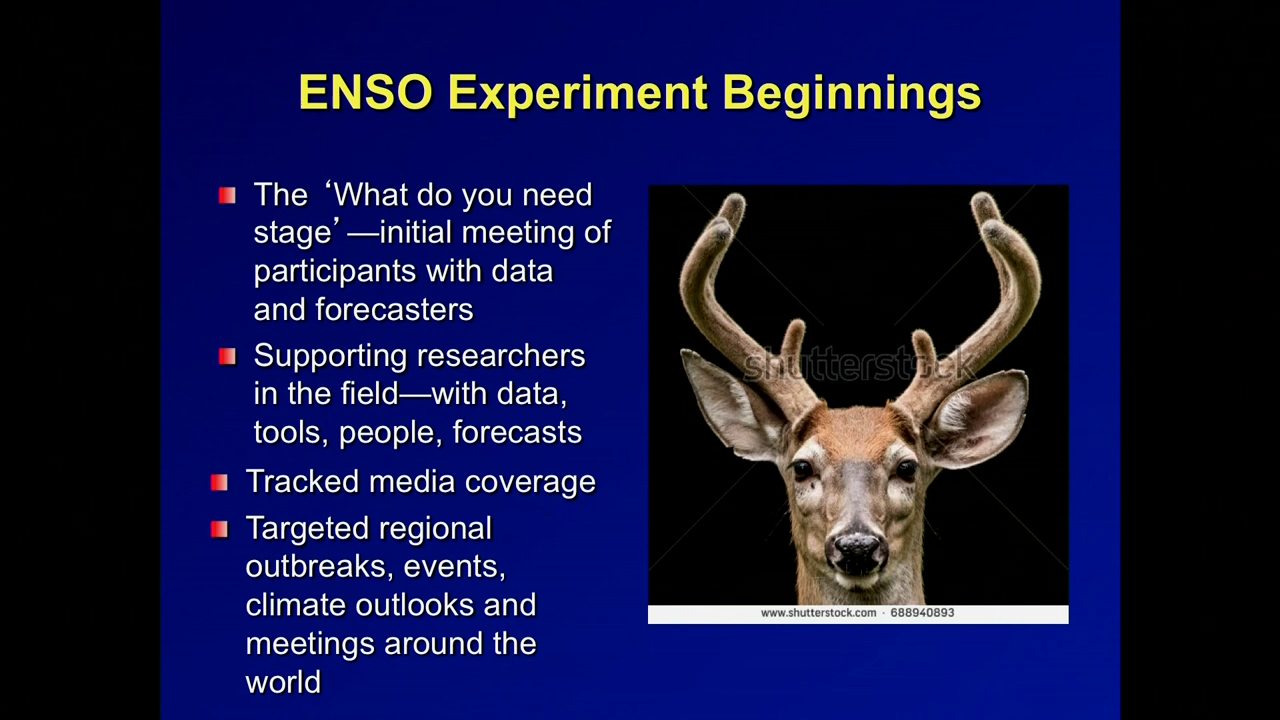 ENSO Experiment Beginnings
The ‘What do you need
stage’—initial meeting of
participants with data
and forecasters
Supporting researchers
in the field—with data,
tools, people, forecasts
Tracked media coverage
Targeted regional
outbreaks, events,
climate outlooks and
meetings around the
world
shutterstock
www.shutterstock.com · 688940893